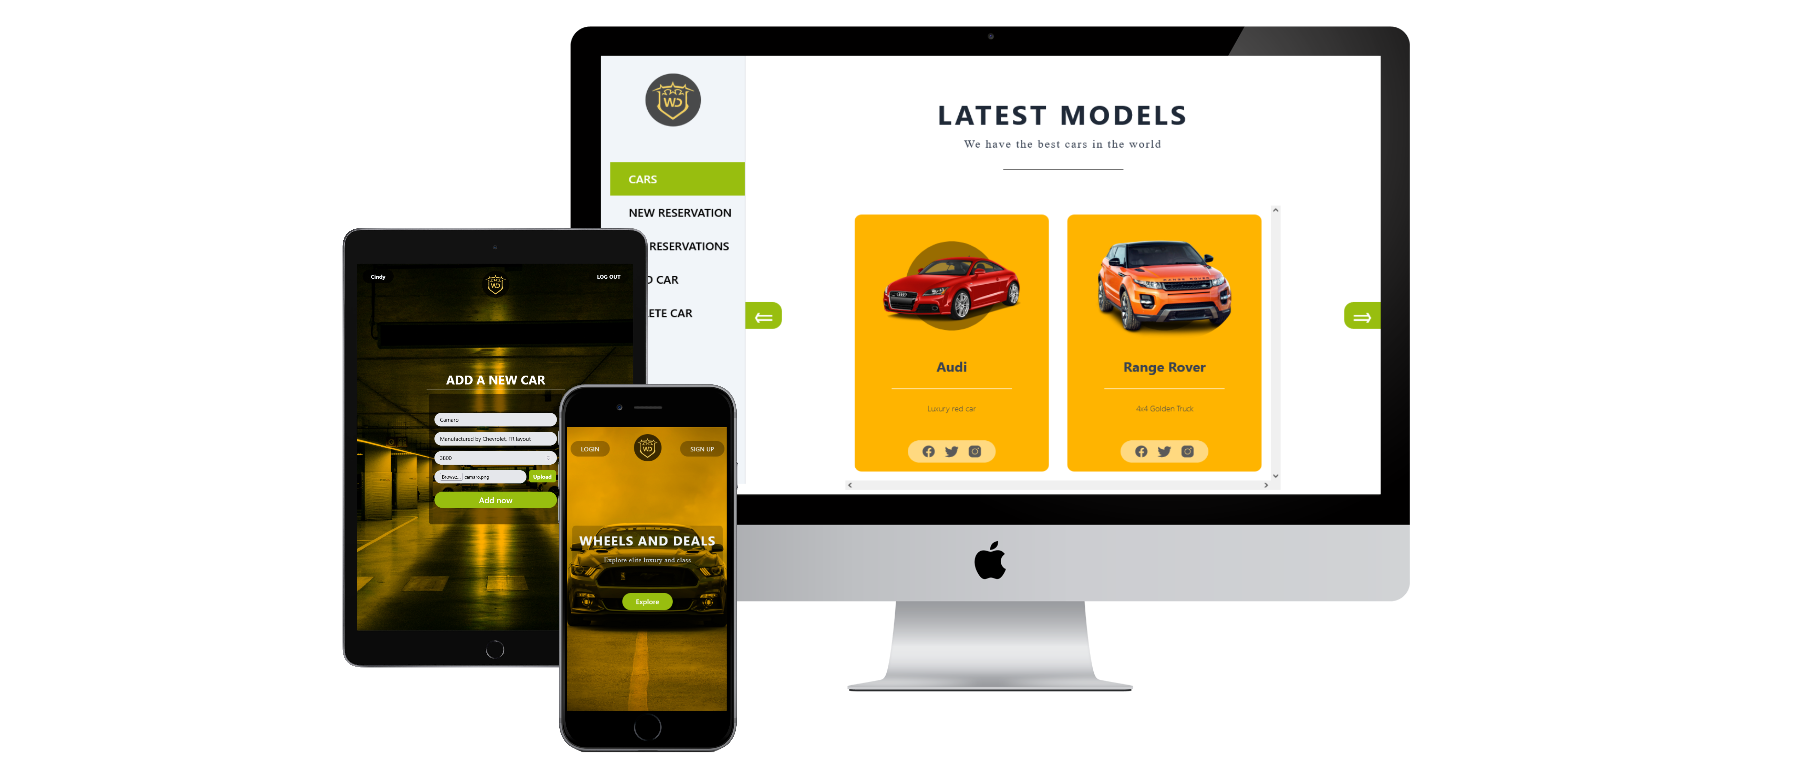 WD
LATEST MODELS
We have the best cars in the world
CARS
NEW RESERVATION
RESERVATIONS
CAR
CAR
Audi
Luxury red car
Range Rover
4x4 Golden Truck
Cindy
WD
LOG OUT
ADD A NEW CAR
Camaro
Manufactured by Chevrolet, FR layout
3800
Browse... camaro.png
Upload
Add now
LOGIN
WD
SIGN UP
WHEELS AND DEALS
Explore elite luxury and class
Explore